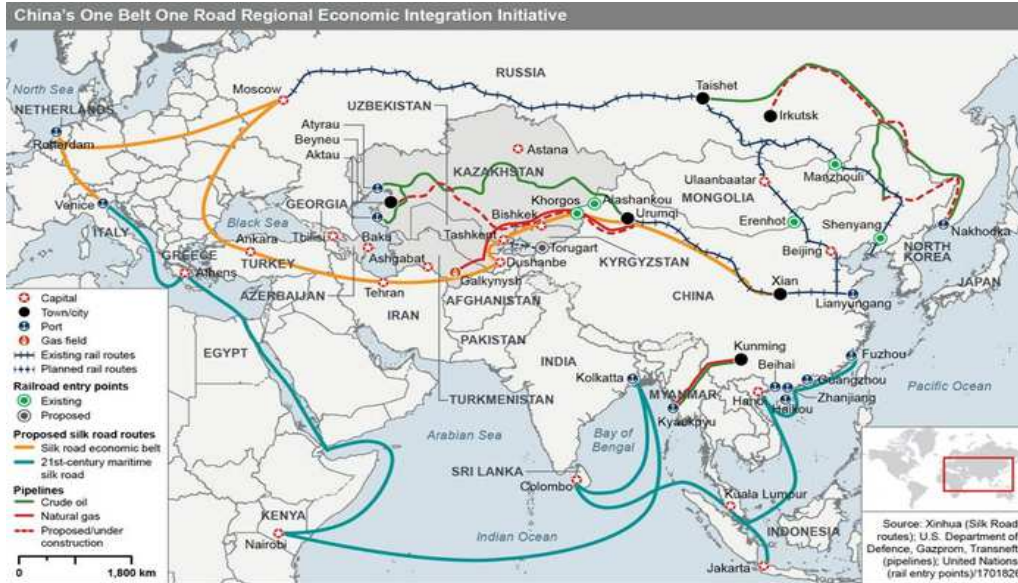 China's One Belt One Road Regional Economic Integration Initiative
North Sea
NETHERLANDS
Rotterdam
Moscow
RUSSIA
Taishet
Irkutsk
UZBEKISTAN
Atyrau
Beyneu
Aktau
Astana
KAZAKHSTAN
Ulaanbaatar
MONGOLIA
Manzhouli
Venice
ITALY
Black Sea
GEORGIA
Tbilisi
Baku
Khorgos
Alashankou
Bishkek
Urumqi
Erenhot
Shenyang
Nakhodka
NORTH
KOREA
JAPAN
Ankara
TURKEY
GREECE
Athens
Ashgabat
Tashkent
Torugart
Dushanbe
KYRGYZSTAN
Beijing
Galkynysh
AZERBAIJAN
Tehran
AFGHANISTAN
CHINA
Xian
Lianyungang
IRAN
PAKISTAN
EGYPT
INDIA
Kunming
Beihai
Fuzhou
Kolkatta
Guangzhou
TURKMENISTAN
MYANMAR
Hanoi
Zhanjiang
Haikou
Kyaukpyu
Pacific Ocean
Arabian Sea
Bay of
Bengal
SRI LANKA
Colombo
Kuala Lumpur
KENYA
Nairobi
Indian Ocean
INDONESIA
Jakarta
Capital
Town/city
Port
Gas field
Existing rail routes
Planned rail routes
Railroad entry points
Existing
Proposed
Proposed silk road routes
Silk road economic belt
21st-century maritime
silk road
Pipelines
Crude oil
Natural gas
Proposed/under
construction
0 1,800 km
Source: Xinhua (Silk Road
routes); U.S. Department of
Defence, Gazprom, Transneft
(pipelines); United Nations
(rail entry points)/1701826